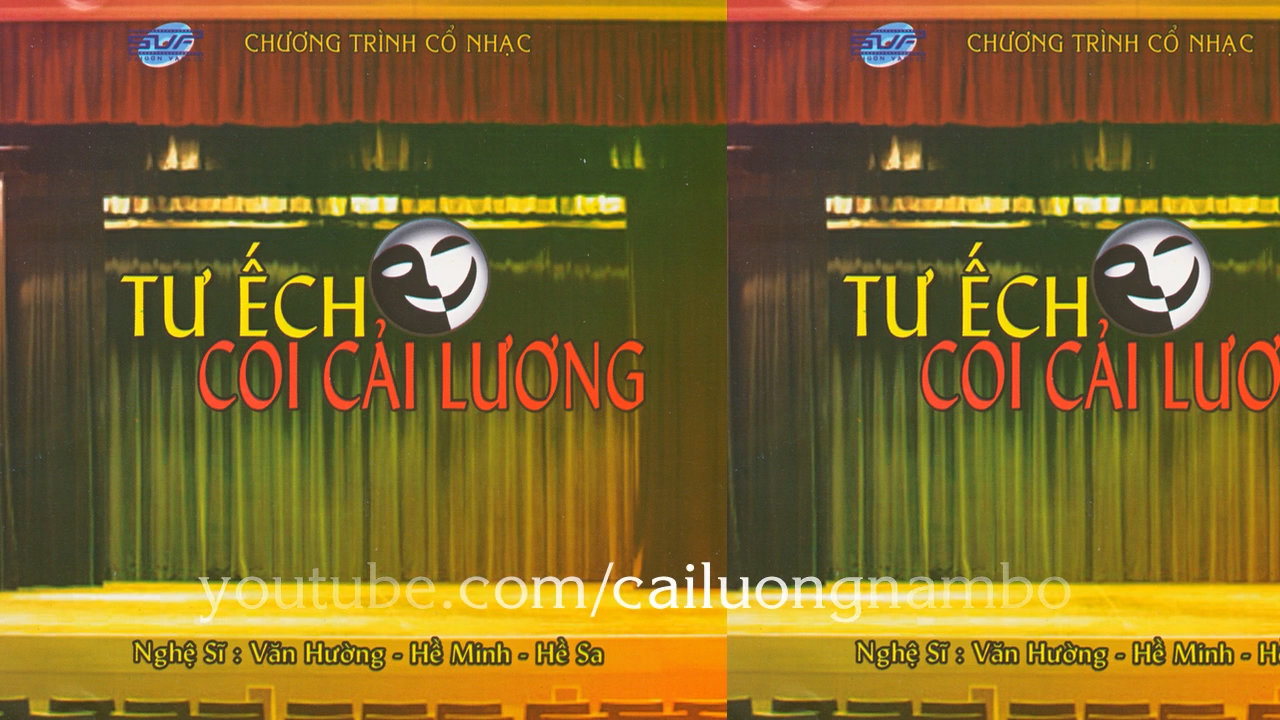 CHƯƠNG TRÌNH CỔ NHẠC
TƯ ẾCH
COI CẢI LƯƠNG
youtube.com/cailuongnambo
Nghệ Sĩ : Văn Hường - Hề Minh - Hề Sa
CHƯƠNG TRÌNH CỔ NHẠC
TƯ ẾCH
COI CẢI LƯƠ
Nghệ Sĩ : Văn Hường - Hề Minh - H